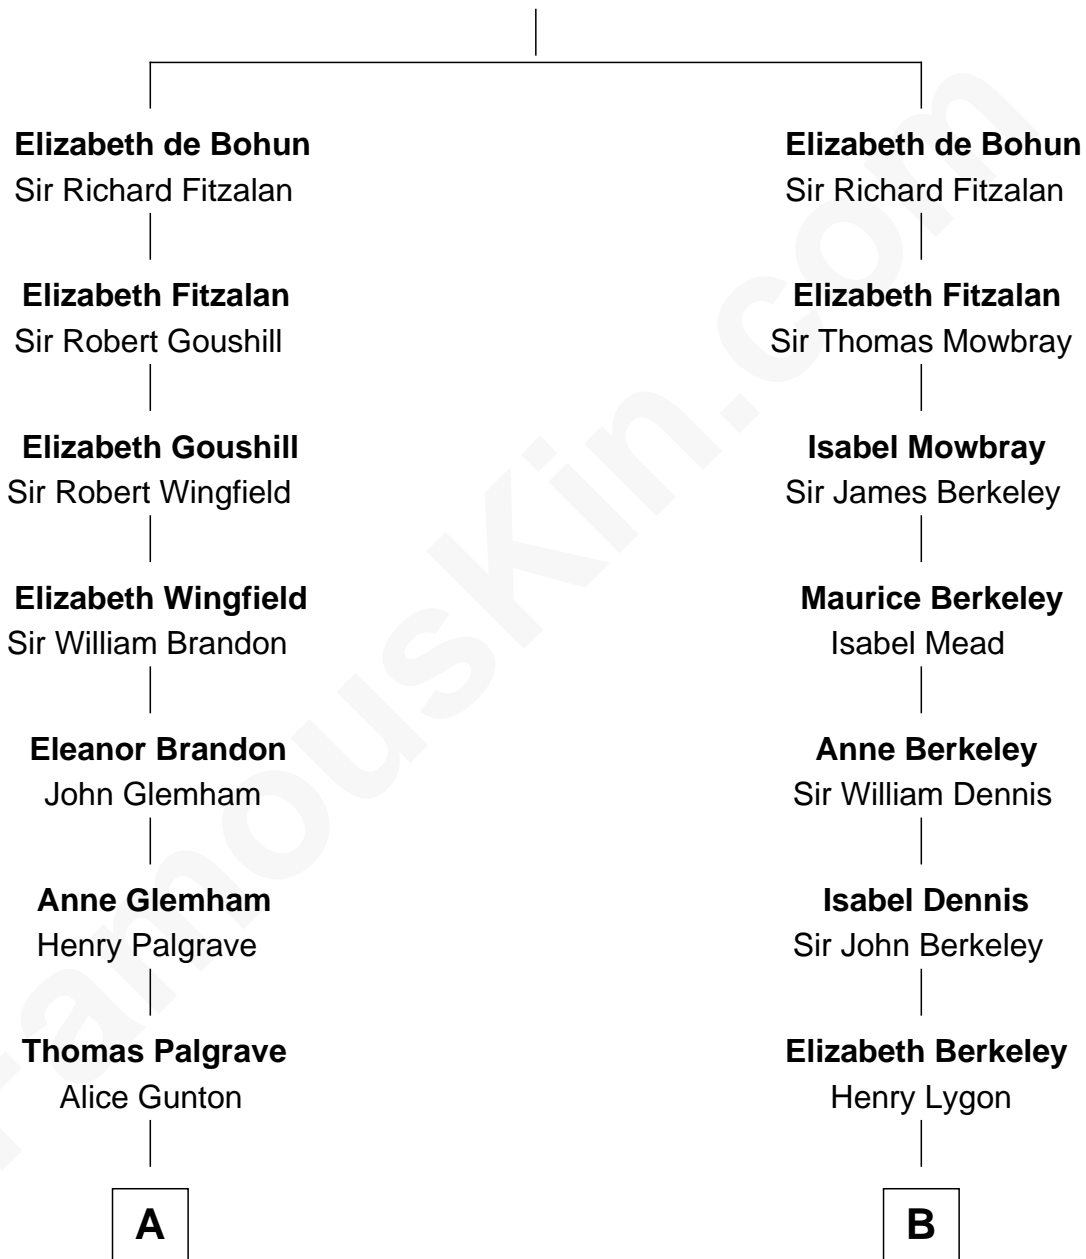 Elizabeth de Bohun
Sir Richard Fitzalan
Elizabeth Fitzalan
Sir Robert Goushill
Elizabeth Goushill
Sir Robert Wingfield
Elizabeth Wingfield
Sir William Brandon
Eleanor Brandon
John Glemham
Anne Glemham
Henry Palgrave
Thomas Palgrave
Alice Gunton
A
Elizabeth de Bohun
Sir Richard Fitzalan
Elizabeth Fitzalan
Sir Thomas Mowbray
Isabel Mowbray
Sir James Berkeley
Maurice Berkeley
Isabel Mead
Anne Berkeley
Sir William Dennis
Isabel Dennis
Sir John Berkeley
Elizabeth Berkeley
Henry Lygon
B
FamousKin.com